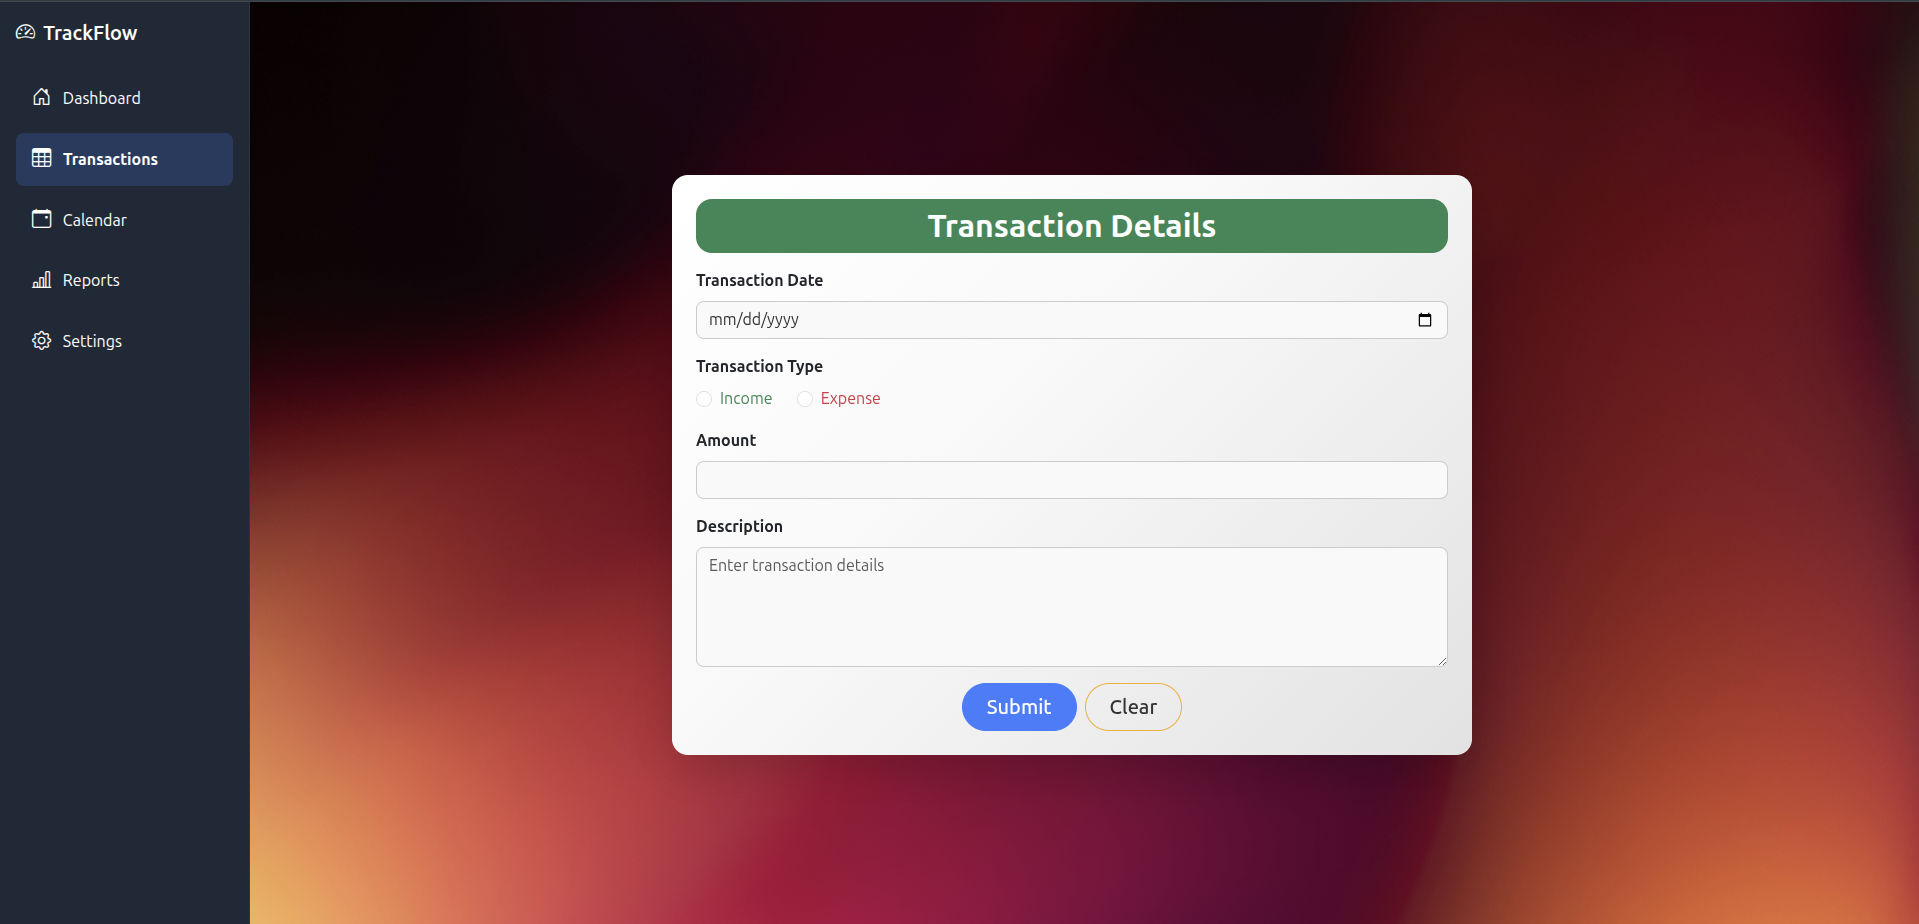 TrackFlow
Dashboard
Transactions
Calendar
Reports
Settings
Transaction Details
Transaction Date
mm/dd/yyyy
Transaction Type
Income Expense
Amount
Description
Enter transaction details
Submit Clear